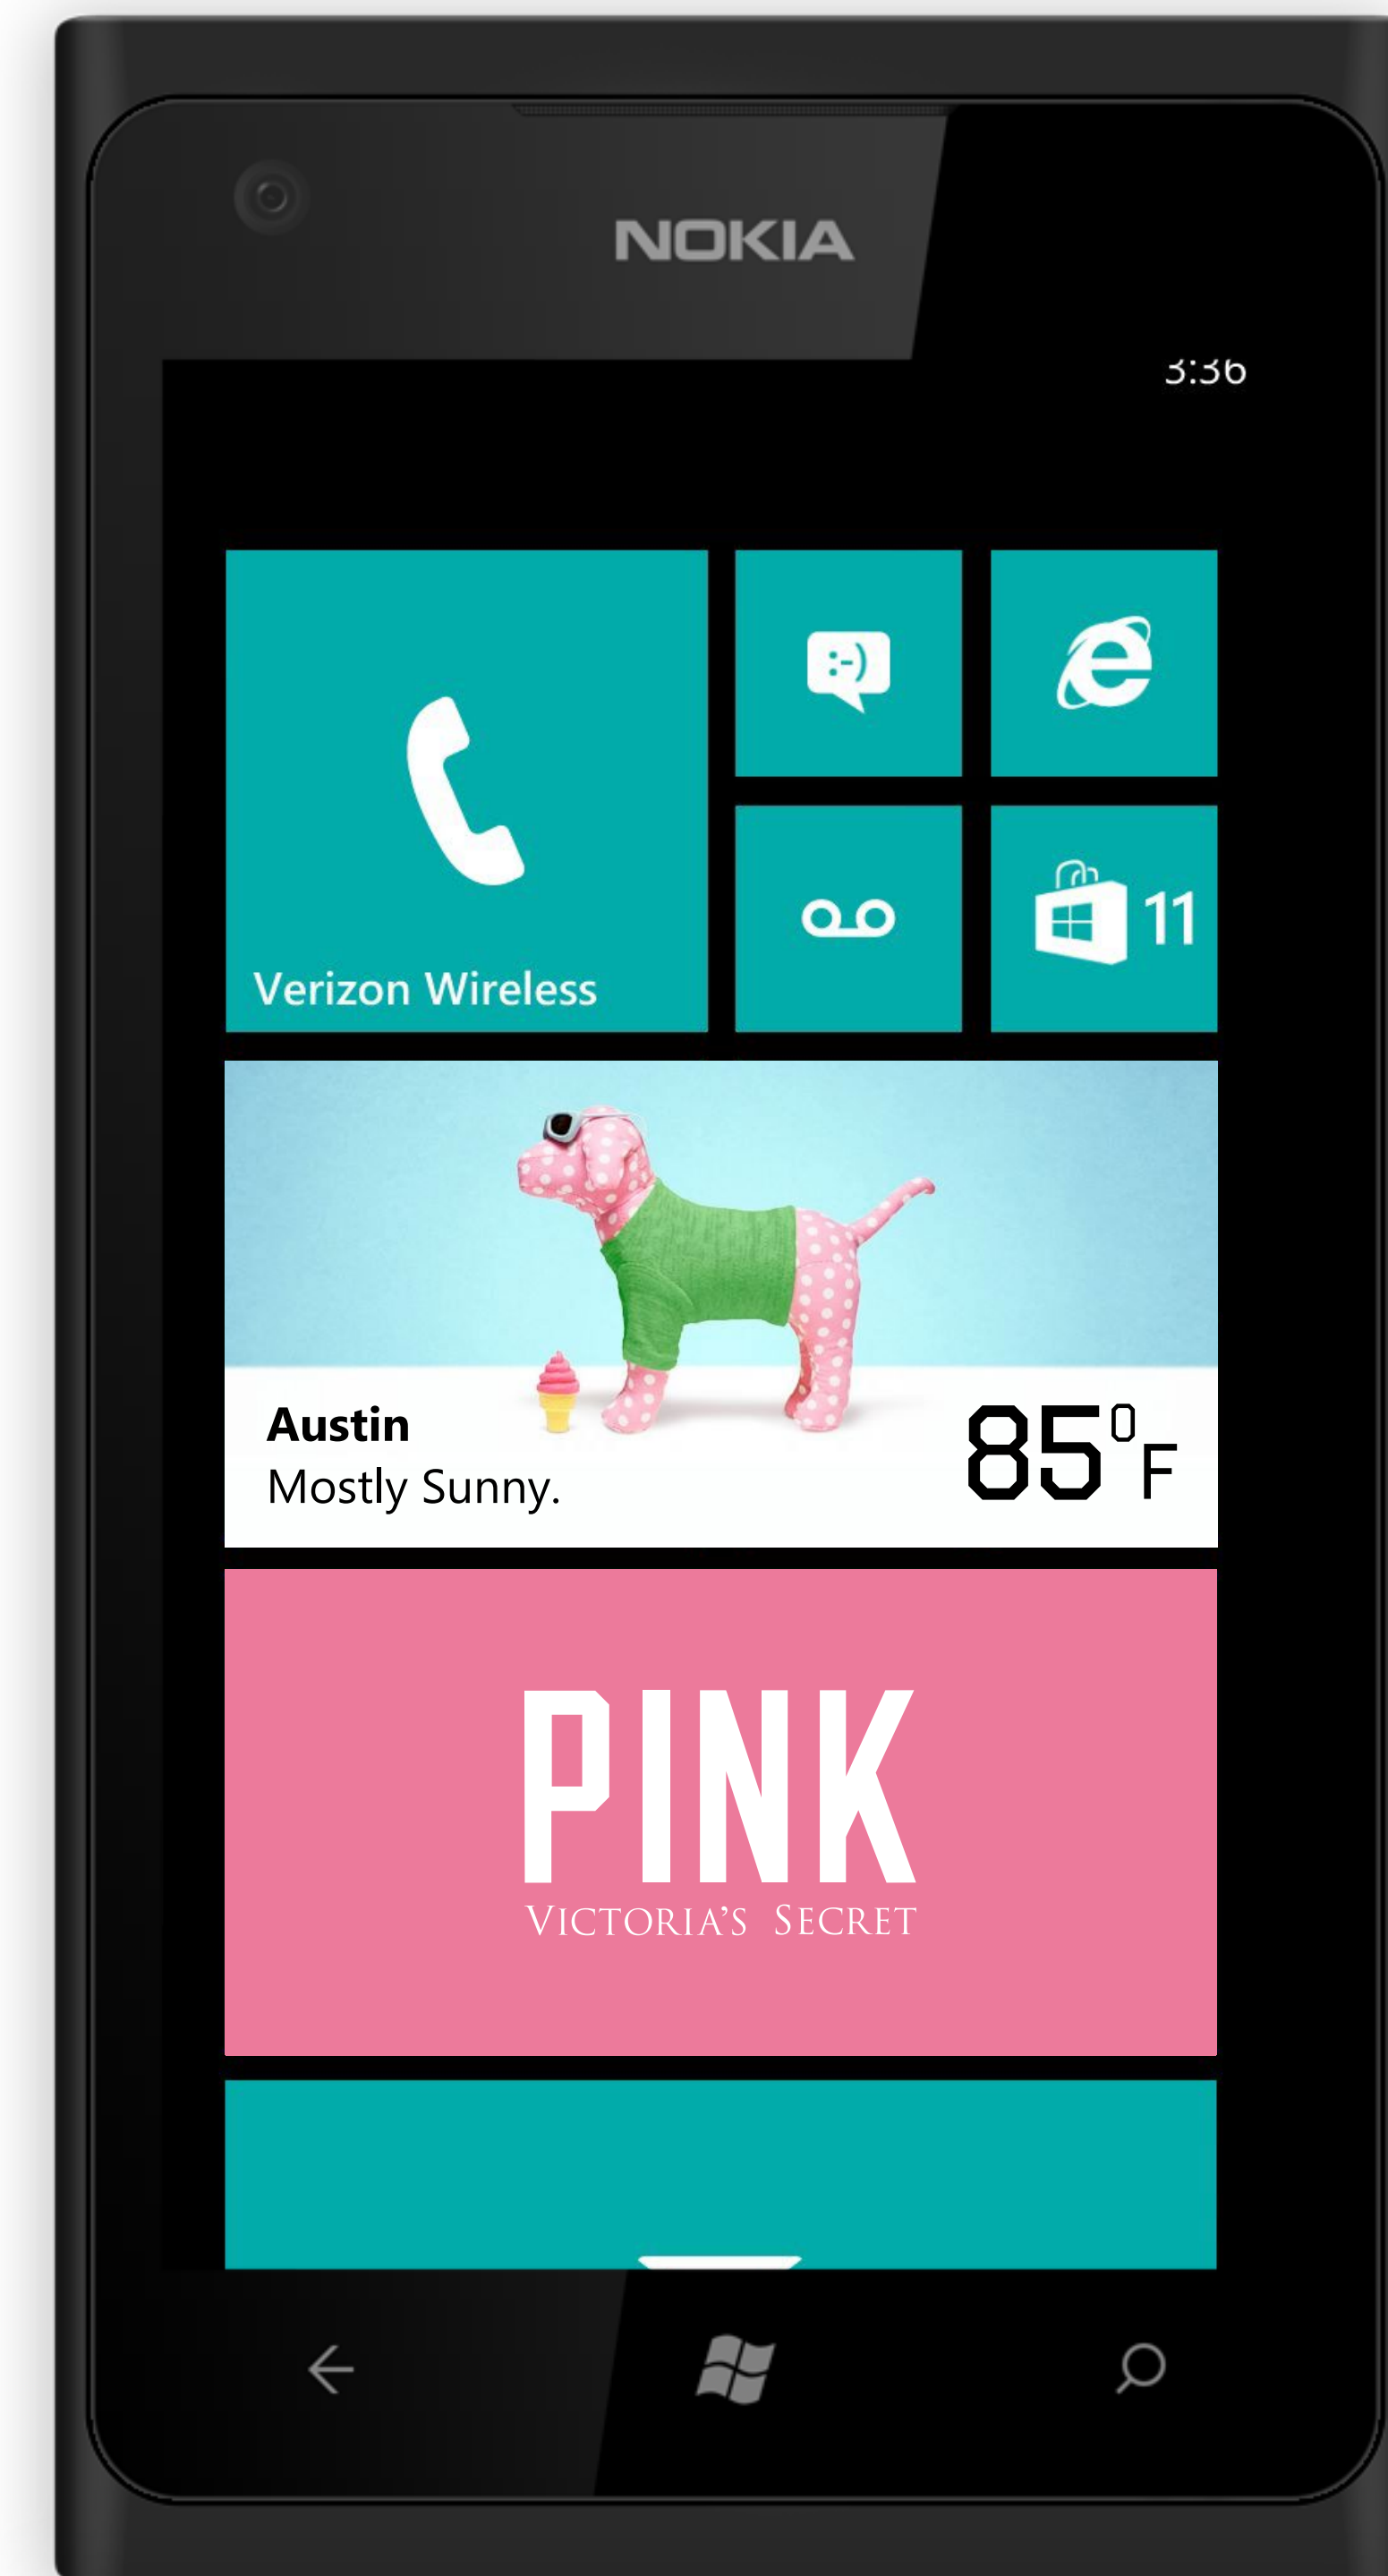 NOKIA
3:36
:-)
11
Verizon Wireless
Austin
Mostly Sunny.
85°F
PINK
VICTORIA'S SECRET